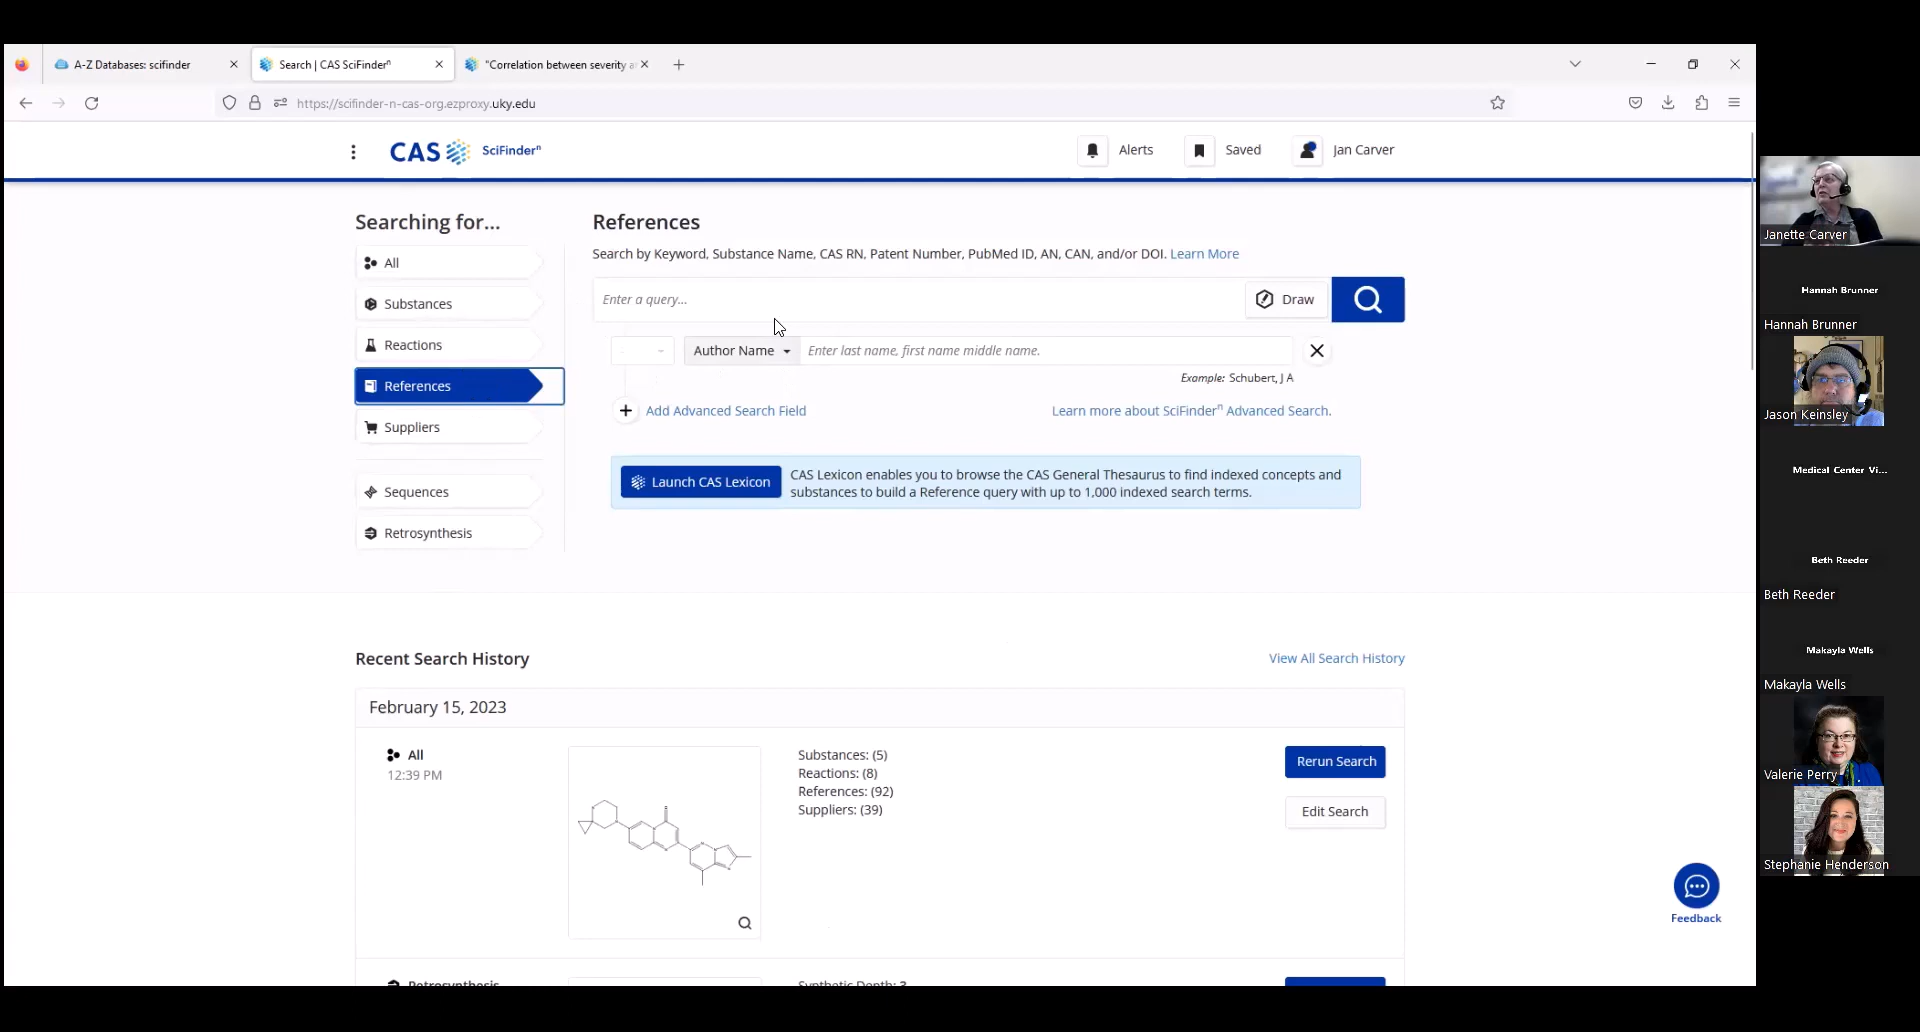 A-Z Databases: scifinder
Search | CAS SciFinderⁿ
"Correlation between severity a
https://scifinder-n-cas-org.ezproxy.uky.edu
CAS SciFinderⁿ
Alerts
Saved
Jan Carver
Searching for...
All
Substances
Reactions
References
Suppliers
Sequences
Retrosynthesis
References
Search by Keyword, Substance Name, CAS RN, Patent Number, PubMed ID, AN, CAN, and/or DOI. Learn More
Enter a query...
Draw
Author Name
Enter last name, first name middle name.
Example: Schubert, J A
Add Advanced Search Field
Learn more about SciFinderⁿ Advanced Search.
Launch CAS Lexicon
CAS Lexicon enables you to browse the CAS General Thesaurus to find indexed concepts and
substances to build a Reference query with up to 1,000 indexed search terms.
Recent Search History
View All Search History
February 15, 2023
All
12:39 PM
Substances: (5)
Reactions: (8)
References: (92)
Suppliers: (39)
Rerun Search
Edit Search
Retrosynthesis
Synthetic Depth: 3
Feedback
Janette Carver
Hannah Brunner
Hannah Brunner
Jason Keinsley
Medical Center Vi...
Beth Reeder
Beth Reeder
Makayla Wells
Makayla Wells
Valerie Perry
Stephanie Henderson